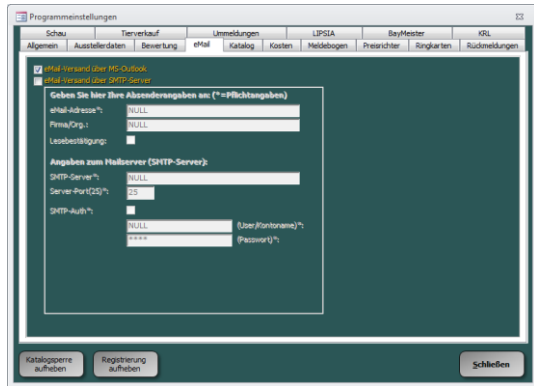 Programmeinstellungen
Schau Tierverkauf Ummeldungen LIPSIA BayMeister KRL
Allgemein Ausstellerdaten Bewertung eMail Katalog Kosten Meldebogen Preisrichter Ringkarten Rückmeldungen
eMail-Versand über MS-Outlook
eMail-Versand über SMTP-Server
Geben Sie hier Ihre Absenderangaben an: (*=Pflichtangaben)
eMail-Adresse*: NULL
Firma/Org.: NULL
Lesebestätigung:
Angaben zum Mailserver (SMTP-Server):
SMTP-Server*: NULL
Server-Port(25)*: 25
SMTP-Auth*:
NULL (User/Kontoname)*:
**** (Passwort)*:
Katalogsperre aufheben
Registrierung aufheben
Schließen